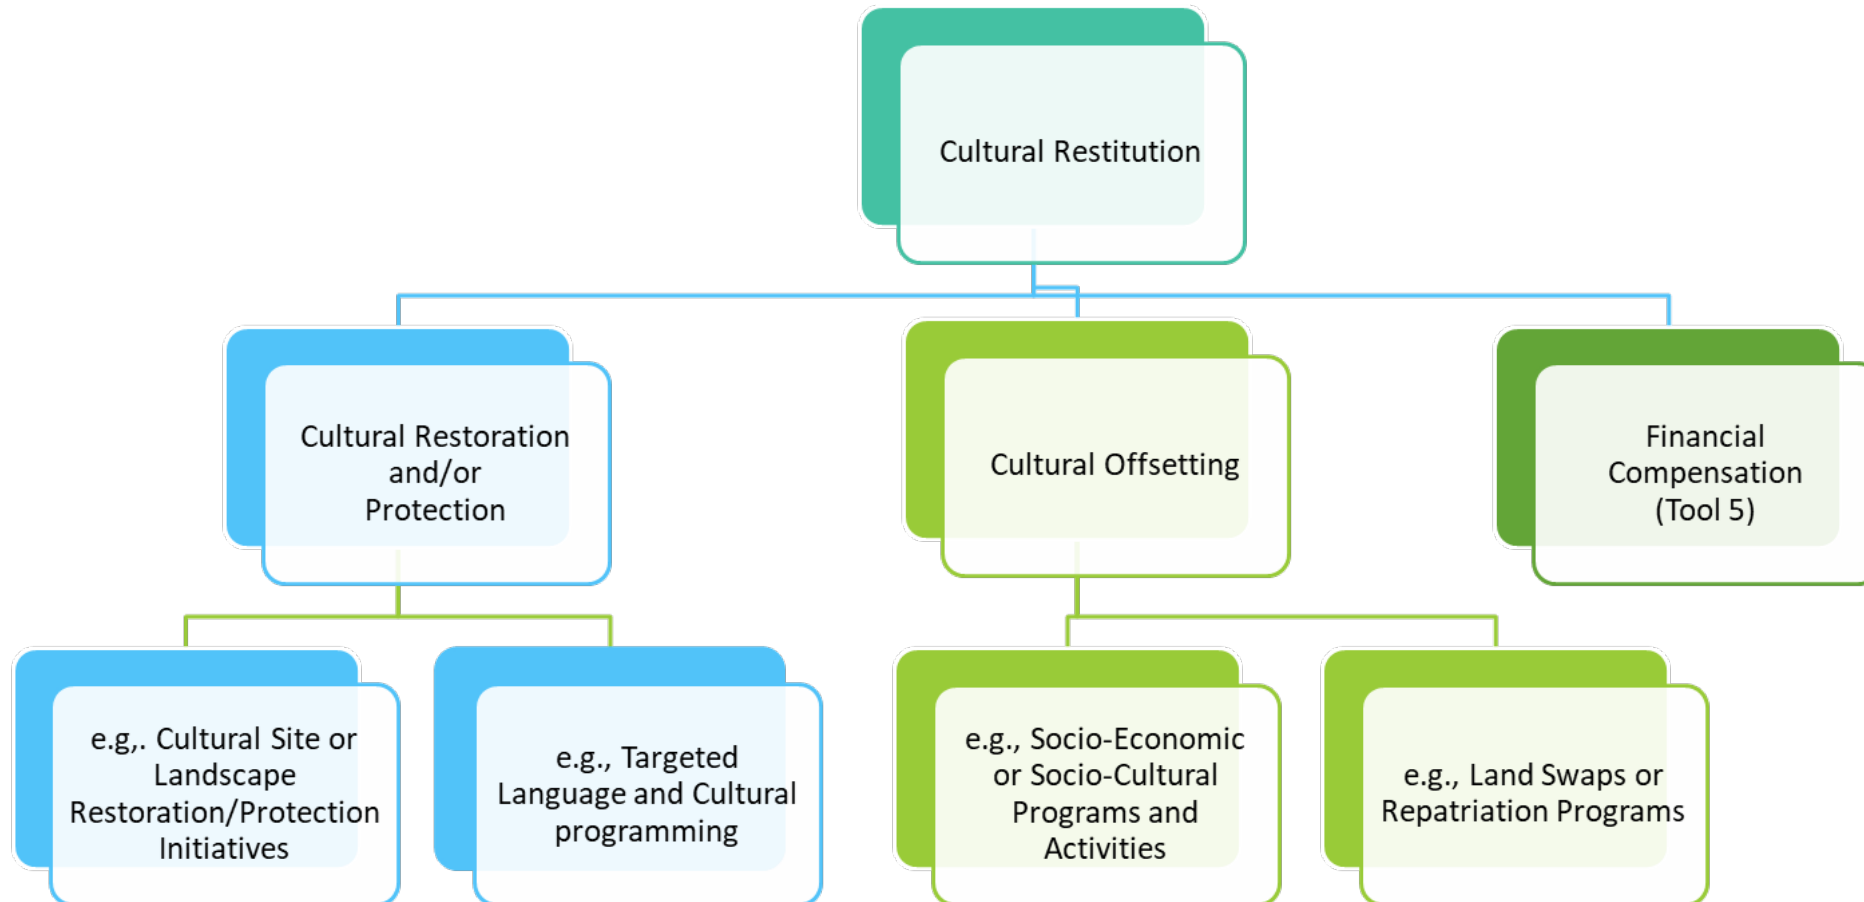 Cultural Restitution
Cultural Restoration
and/or
Protection
Cultural Offsetting
Financial
Compensation
(Tool 5)
e.g,. Cultural Site or
Landscape
Restoration/Protection
Initiatives
e.g., Targeted
Language and Cultural
programming
e.g., Socio-Economic
or Socio-Cultural
Programs and
Activities
e.g., Land Swaps or
Repatriation Programs